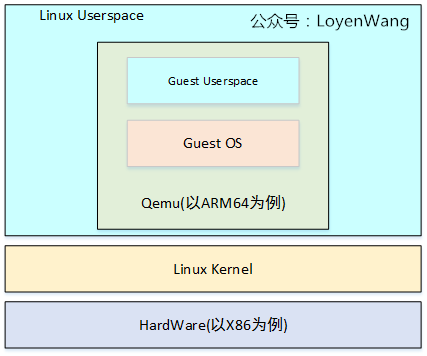 Linux Userspace
公众号：LoyenWang
Guest Userspace
Guest OS
Qemu(以ARM64为例)
Linux Kernel
HardWare(以X86为例)